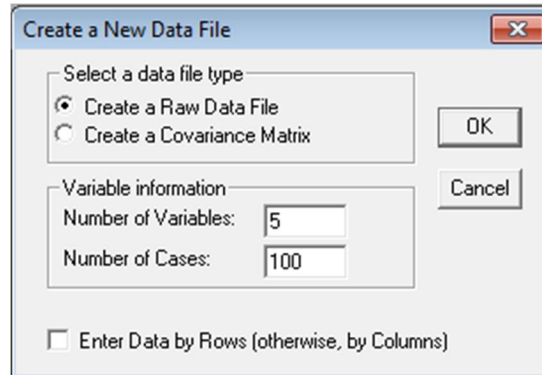 Create a New Data File
Select a data file type
Create a Raw Data File
Create a Covariance Matrix
OK
Cancel
Variable information
Number of Variables: 5
Number of Cases: 100
Enter Data by Rows (otherwise, by Columns)